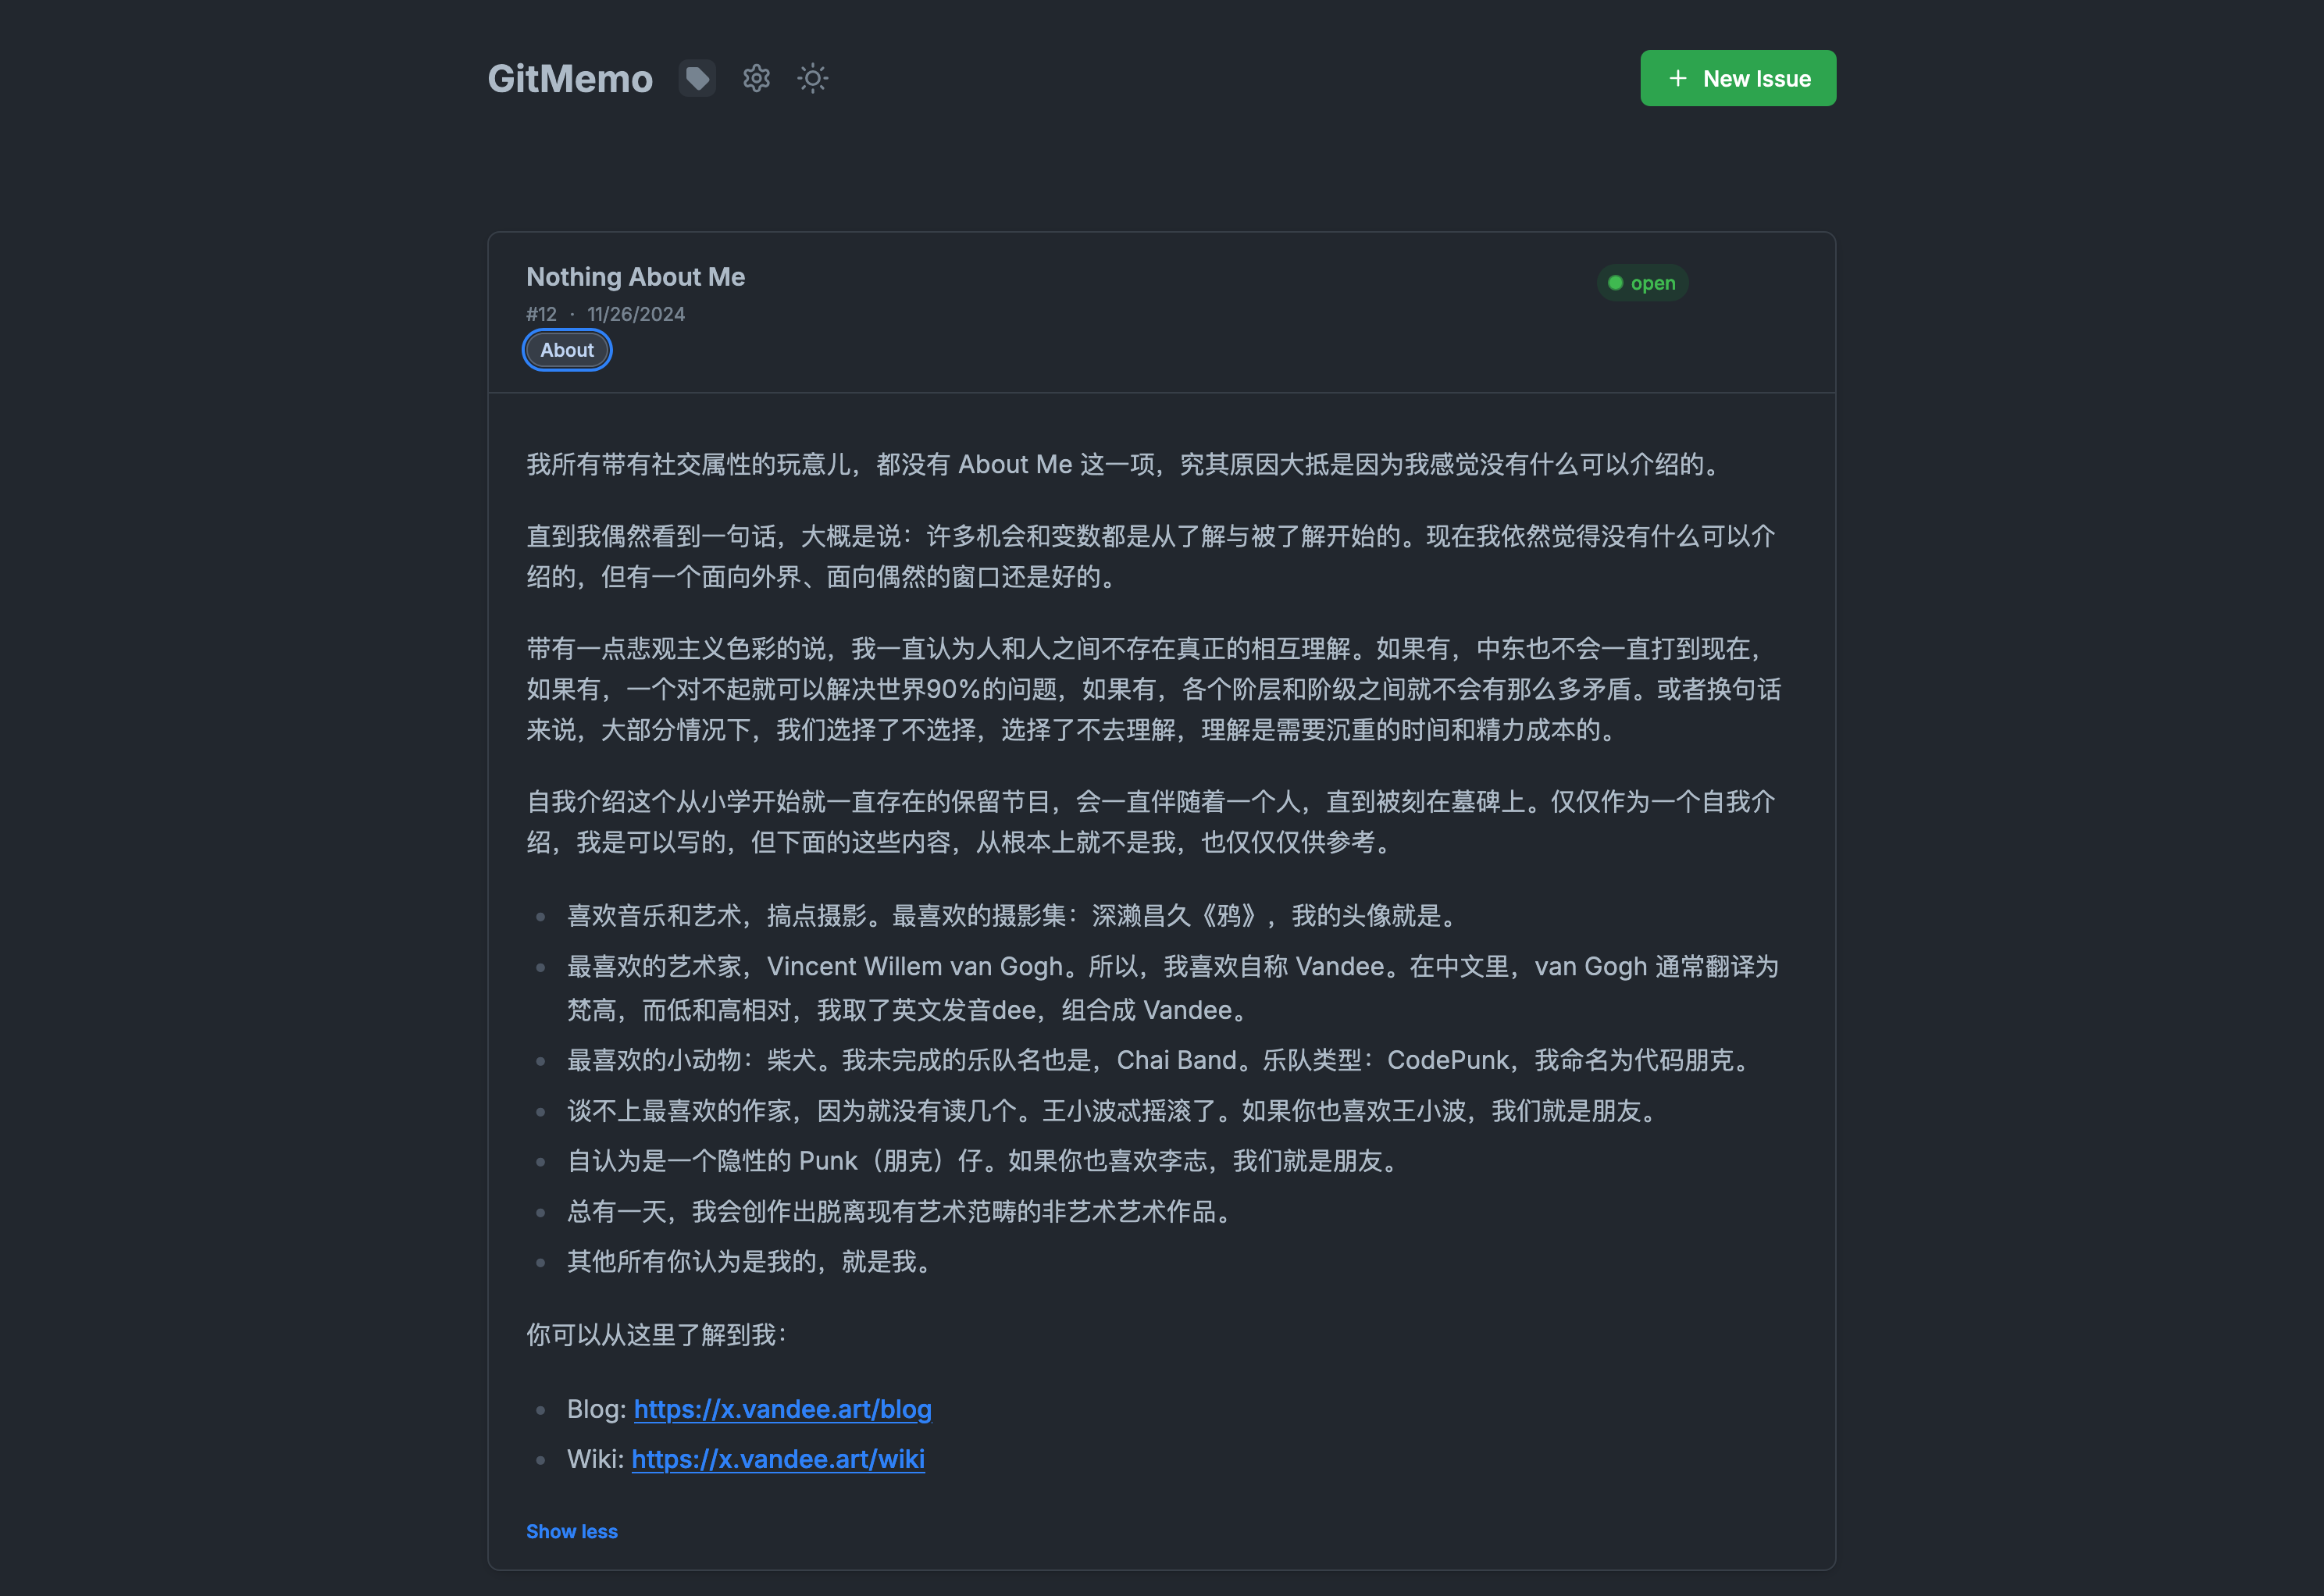 GitMemo
New Issue
Nothing About Me
open
#12 · 11/26/2024
About
我所有带有社交属性的玩意儿，都没有 About Me 这一项，究其原因大抵是因为我感觉没有什么可以介绍的。
直到我偶然看到一句话，大概是说：许多机会和变数都是从了解与被了解开始的。现在我依然觉得没有什么可以介
绍的，但有一个面向外界、面向偶然的窗口还是好的。
带有一点悲观主义色彩的说，我一直认为人和人之间不存在真正的相互理解。如果有，中东也不会一直打到现在，
如果有，一个对不起就可以解决世界90%的问题，如果有，各个阶层和阶级之间就不会有那么多矛盾。或者换句话
来说，大部分情况下，我们选择了不选择，选择了不去理解，理解是需要沉重的时间和精力成本的。
自我介绍这个从小学开始就一直存在的保留节目，会一直伴随着一个人，直到被刻在墓碑上。仅仅作为一个自我介
绍，我是可以写的，但下面的这些内容，从根本上就不是我，也仅仅仅供参考。
• 喜欢音乐和艺术，搞点摄影。最喜欢的摄影集：深濑昌久《鸦》，我的头像就是。
• 最喜欢的艺术家，Vincent Willem van Gogh。所以，我喜欢自称 Vandee。在中文里，van Gogh 通常翻译为
梵高，而低和高相对，我取了英文发音dee，组合成 Vandee。
• 最喜欢的小动物：柴犬。我未完成的乐队名也是，Chai Band。乐队类型：CodePunk，我命名为代码朋克。
• 谈不上最喜欢的作家，因为就没有读几个。王小波忒摇滚了。如果你也喜欢王小波，我们就是朋友。
• 自认为是一个隐性的 Punk（朋克）仔。如果你也喜欢李志，我们就是朋友。
• 总有一天，我会创作出脱离现有艺术范畴的非艺术艺术作品。
• 其他所有你认为是我的，就是我。
你可以从这里了解到我：
• Blog: https://x.vandee.art/blog
• Wiki: https://x.vandee.art/wiki
Show less